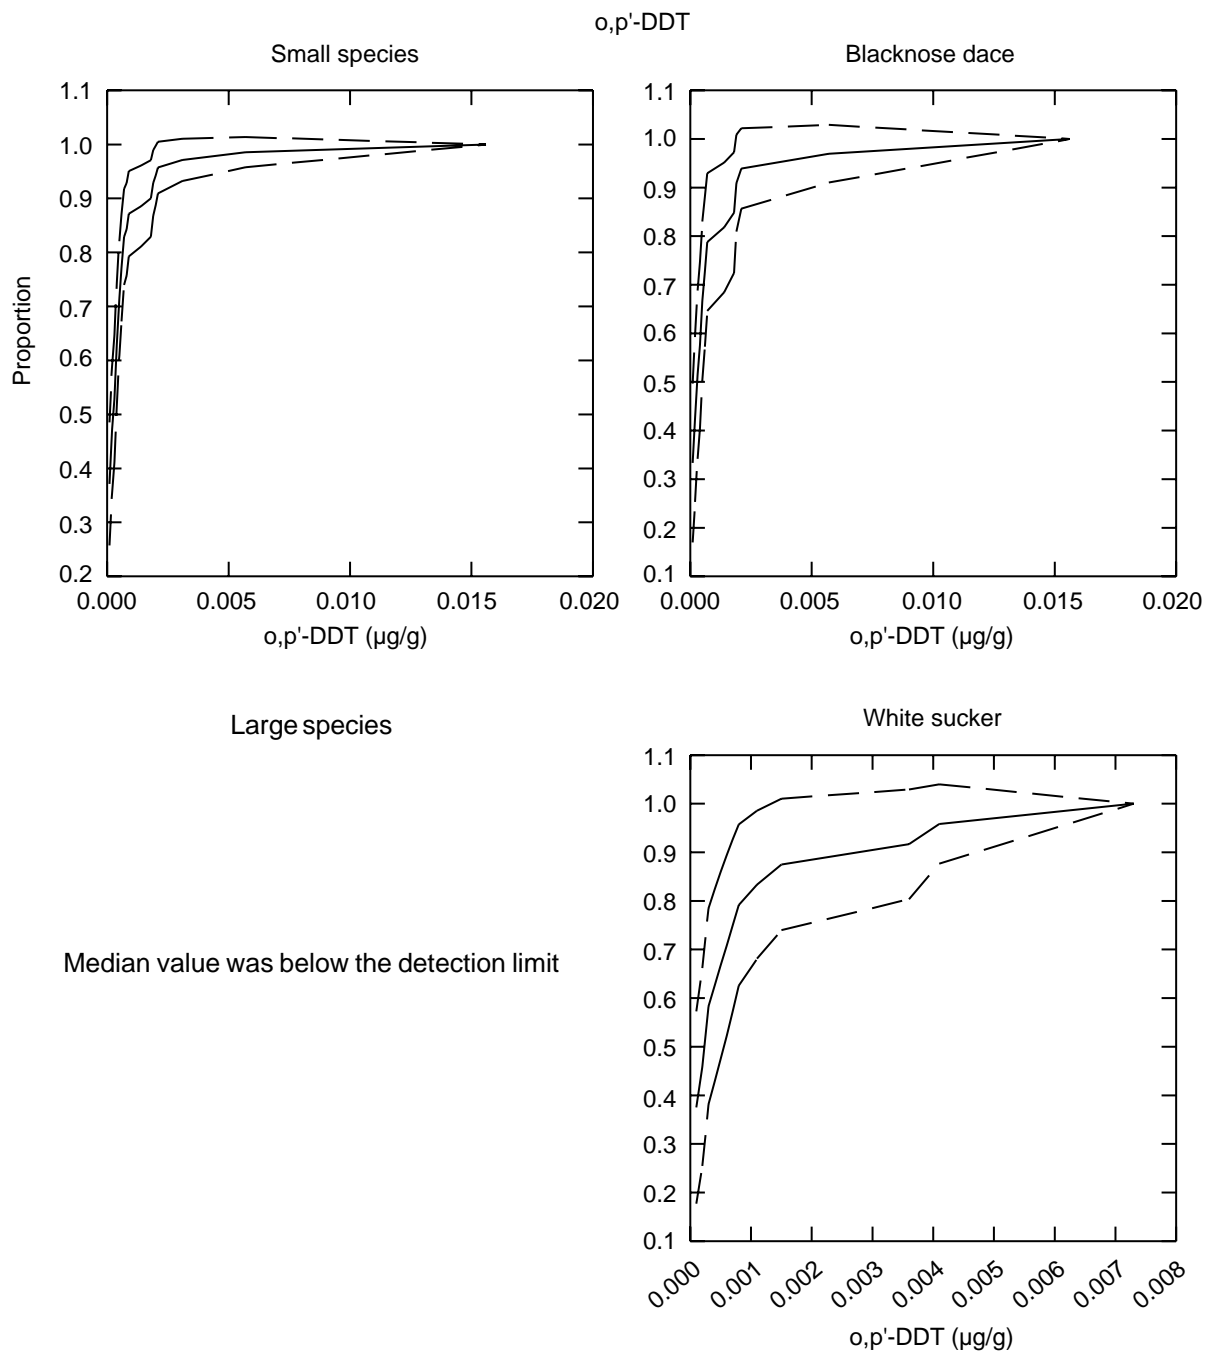 o,p'-DDT
Small species
1.1
1.0
0.9
0.8
0.7
0.6
0.5
0.4
0.3
0.2
Proportion
0.000 0.005 0.010 0.015 0.020
o,p'-DDT (µg/g)
Blacknose dace
1.1
1.0
0.9
0.8
0.7
0.6
0.5
0.4
0.3
0.2
0.1
0.000 0.005 0.010 0.015 0.020
o,p'-DDT (µg/g)
Large species
Median value was below the detection limit
White sucker
1.1
1.0
0.9
0.8
0.7
0.6
0.5
0.4
0.3
0.2
0.1
0.000 0.001 0.002 0.003 0.004 0.005 0.006 0.007 0.008
o,p'-DDT (µg/g)